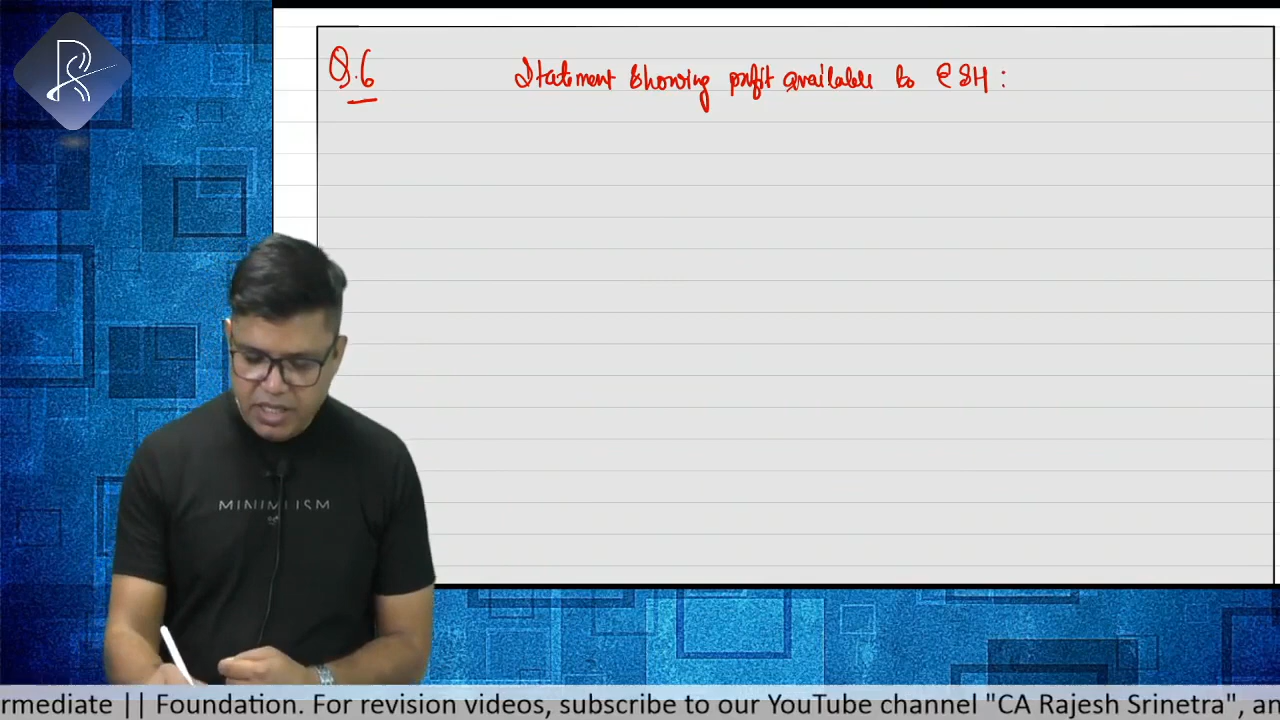 Q.6
Statement showing profit available to ESH :
MINIMLISM
rmediate || Foundation. For revision videos, subscribe to our YouTube channel "CA Rajesh Srinetra", an